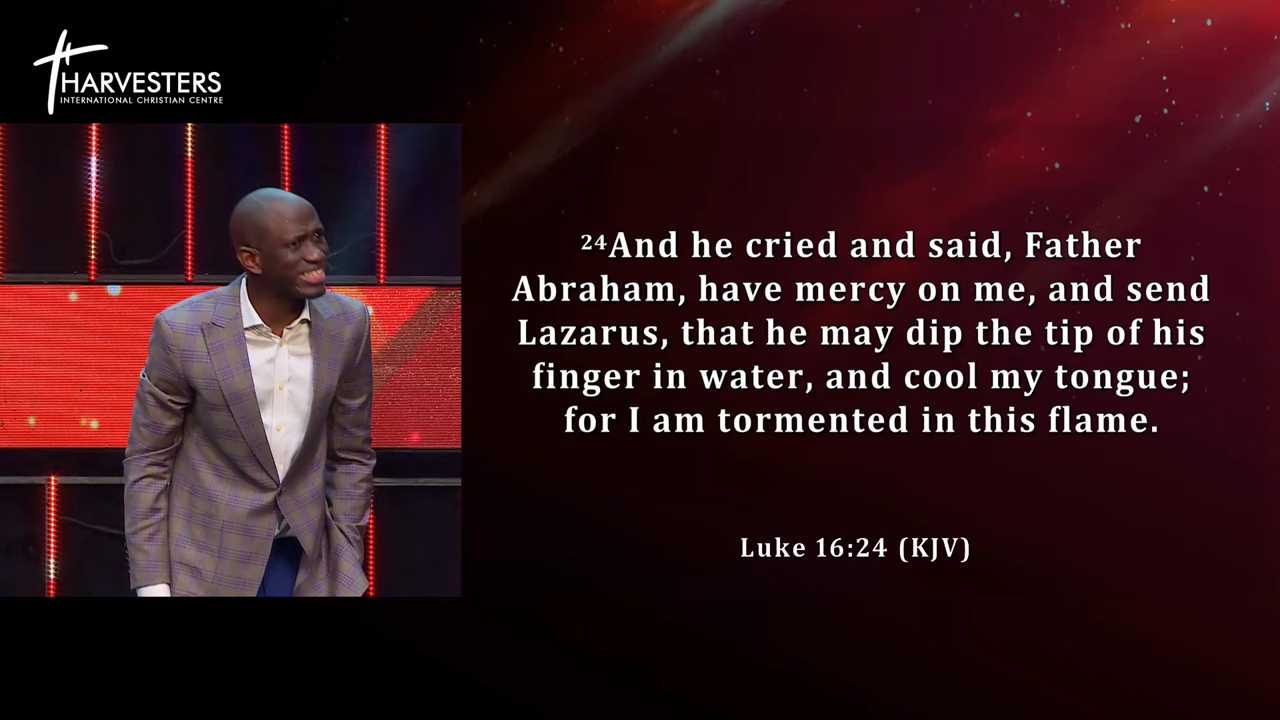 HARVESTERS
INTERNATIONAL CHRISTIAN CENTRE
24And he cried and said, Father
Abraham, have mercy on me, and send
Lazarus, that he may dip the tip of his
finger in water, and cool my tongue;
for I am tormented in this flame.
Luke 16:24 (KJV)